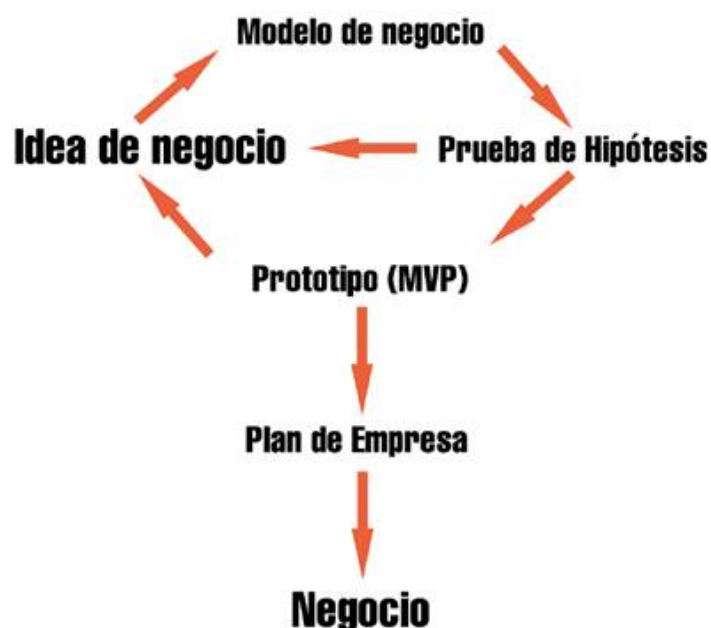 Modelo de negocio
Idea de negocio
Prueba de Hipótesis
Prototipo (MVP)
Plan de Empresa
Negocio